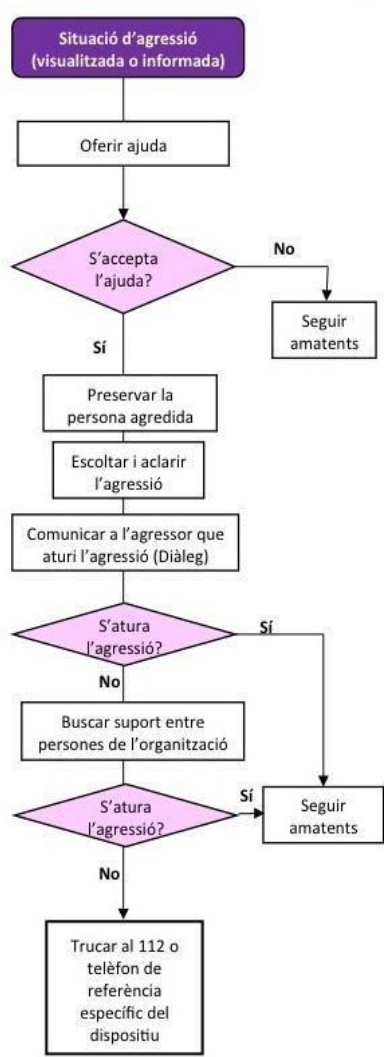 Situació d'agressió
(visualitzada o informada)
Oferir ajuda
S'accepta
l'ajuda?
No
Seguir
amatents
Sí
Preservar la
persona agredida
Escoltar i aclarir
l'agressió
Comunicar a l'agressor que
aturi l'agressió (Diàleg)
S'atura
l'agressió?
Sí
No
Buscar suport entre
persones de l'organització
S'atura
l'agressió?
Sí
Seguir
amatents
No
Trucar al 112 o
telèfon de
referència
específic del
dispositiu